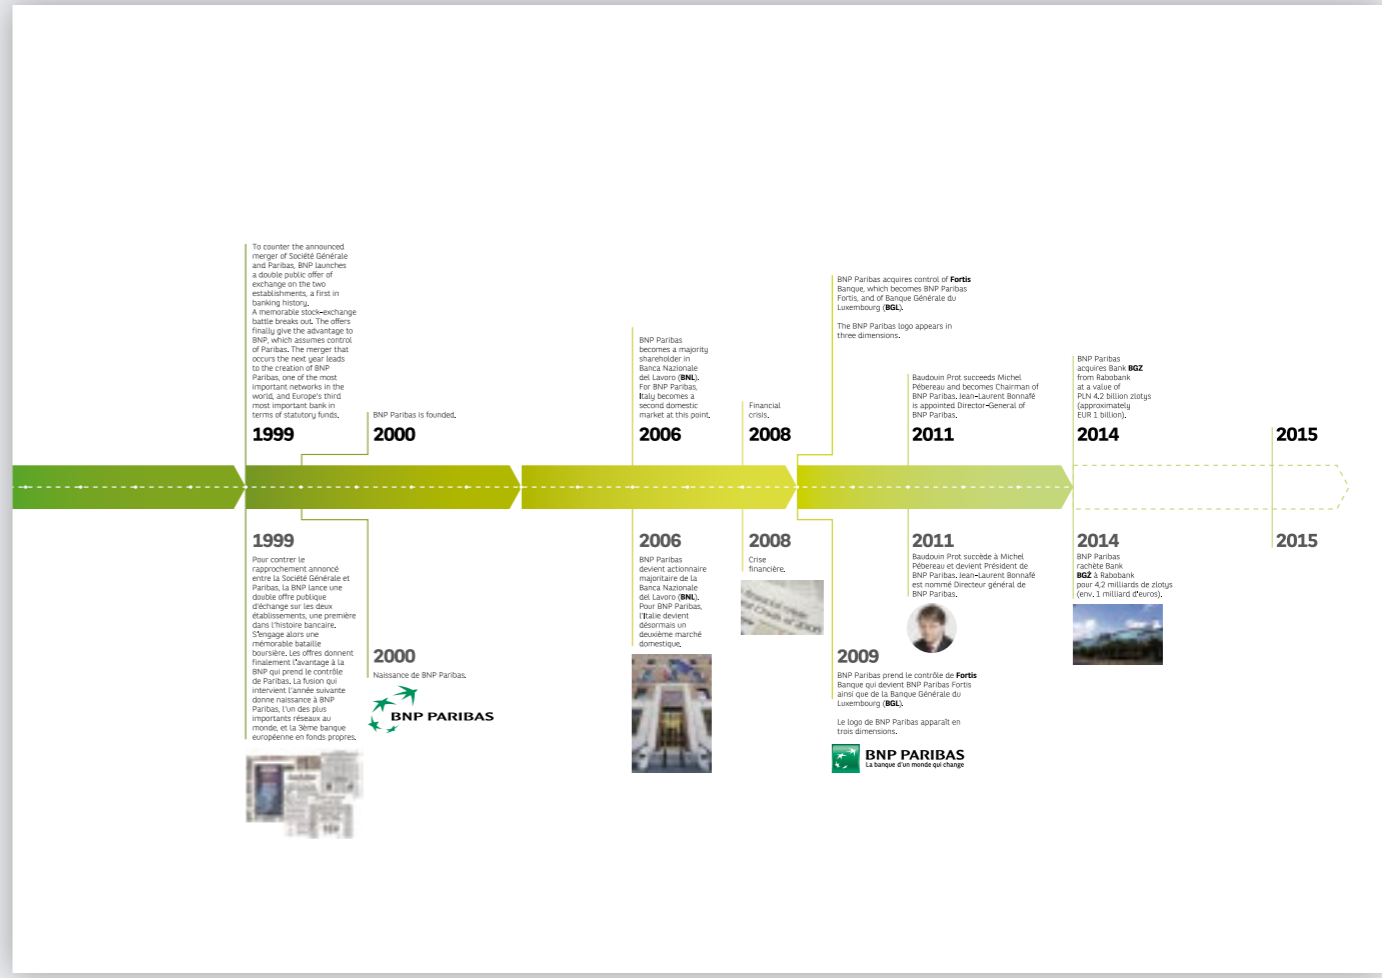 To counter the announced
merger of Société Générale
and Paribas, BNP launches
a double public offer of
exchange on the two
establishments, a first in
banking history.
A memorable stock-exchange
battle breaks out. The offers
finally give the advantage to
BNP, which assumes control
of Paribas. The merger that
occurs the next year leads
to the creation of BNP
Paribas, one of the most
important networks in the
world, and Europe's third
most important bank in
terms of statutory funds.
1999
BNP Paribas is founded.
2000
BNP Paribas
becomes a majority
shareholder in
Banca Nazionale
del Lavoro (BNL).
For BNP Paribas,
Italy becomes a
second domestic
market at this point.
2006
Financial
crisis.
2008
BNP Paribas acquires control of Fortis
Banque, which becomes BNP Paribas
Fortis, and of Banque Générale du
Luxembourg (BGL).
The BNP Paribas logo appears in
three dimensions.
Baudouin Prot succeeds Michel
Pébereau and becomes Chairman of
BNP Paribas. Jean-Laurent Bonnafé
is appointed Director-General of
BNP Paribas.
2011
BNP Paribas
acquires Bank BGZ
from Rabobank
at a value of
PLN 4.2 billion zlotys
(approximately
EUR 1 billion).
2014
2015
1999
Pour contrer le
rapprochement annoncé
entre la Société Générale et
Paribas, la BNP lance une
double offre publique
d'échange sur les deux
établissements, une première
dans l'histoire bancaire.
S'engage alors une
mémorable bataille
boursière. Les offres donnent
finalement l'avantage à la
BNP qui prend le contrôle
de Paribas. La fusion qui
intervient l'année suivante
donne naissance à BNP
Paribas, l'un des plus
importants réseaux au
monde, et la 3ème banque
européenne en fonds propres.
2000
Naissance de BNP Paribas.
BNP PARIBAS
2006
BNP Paribas
devient actionnaire
majoritaire de la
Banca Nazionale
del Lavoro (BNL).
Pour BNP Paribas,
l'Italie devient
désormais un
deuxième marché
domestique.
2008
Crise
financière.
2009
BNP Paribas prend le contrôle de Fortis
Banque qui devient BNP Paribas Fortis
ainsi que de la Banque Générale du
Luxembourg (BGL).
Le logo de BNP Paribas apparaît en
trois dimensions.
BNP PARIBAS
La banque d'un monde qui change
2011
Baudouin Prot succède à Michel
Pébereau et devient Président de
BNP Paribas. Jean-Laurent Bonnafé
est nommé Directeur général de
BNP Paribas.
2014
BNP Paribas
rachète Bank
BGŻ à Rabobank
pour 4,2 milliards de zlotys
(env. 1 milliard d'euros).
2015